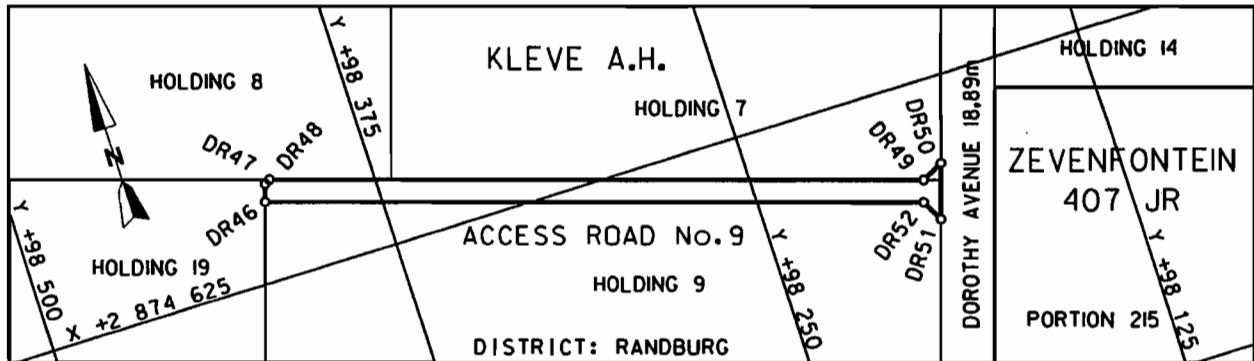 KLEVE A.H.
HOLDING 8
HOLDING 7
HOLDING 14
Y +98 375
N
DR47
DR48
DR49
DR50
DOROTHY AVENUE 18.89m
ZEVENFONTEIN
407 JR
DR46
ACCESS ROAD No.9
DR52
DR51
HOLDING 19
HOLDING 9
Y +98 500
X +2 874 625
Y +98 250
Y +98 125
PORTION 215
DISTRICT: RANDBURG